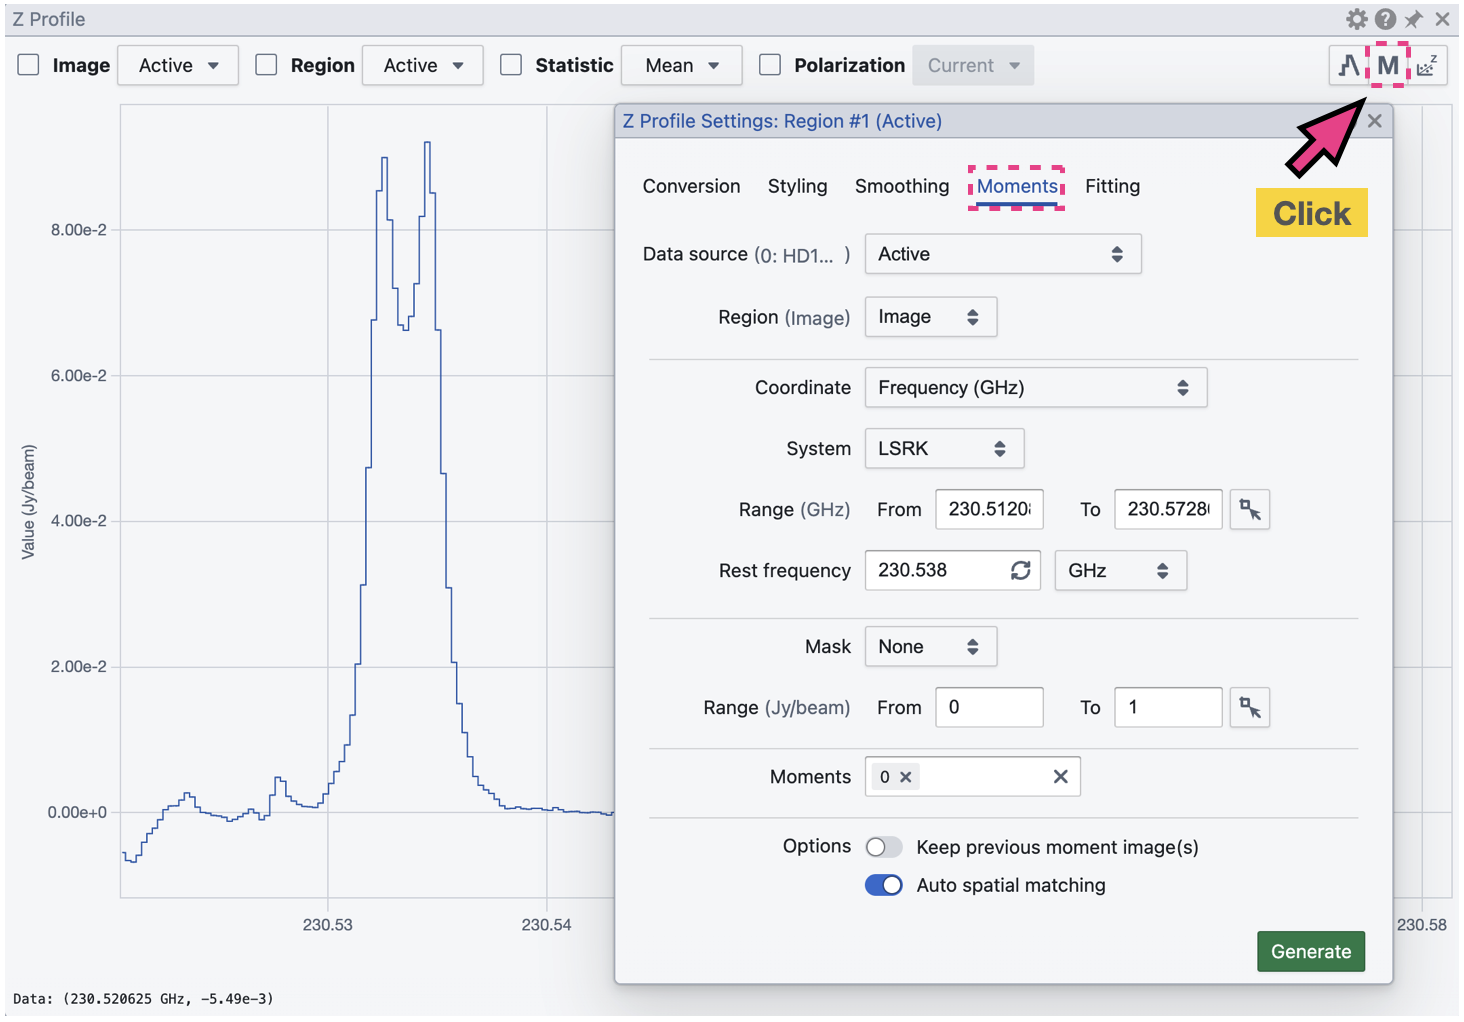 Z Profile
Image Active Region Active Statistic Mean Polarization Current M Z
Z Profile Settings: Region #1 (Active)
Click
Conversion Styling Smoothing Moments Fitting
Data source (0: HD1... ) Active
Region (Image) Image
Coordinate Frequency (GHz)
System LSRK
Range (GHz) From 230.5120 To 230.5728
Rest frequency 230.538 GHz
Mask None
Range (Jy/beam) From 0 To 1
Moments 0
Options Keep previous moment image(s)
Auto spatial matching
Generate
Value (Jy/beam)
8.00e-2
6.00e-2
4.00e-2
2.00e-2
0.00e+0
230.53 230.54 230.58
Data: (230.520625 GHz, -5.49e-3)